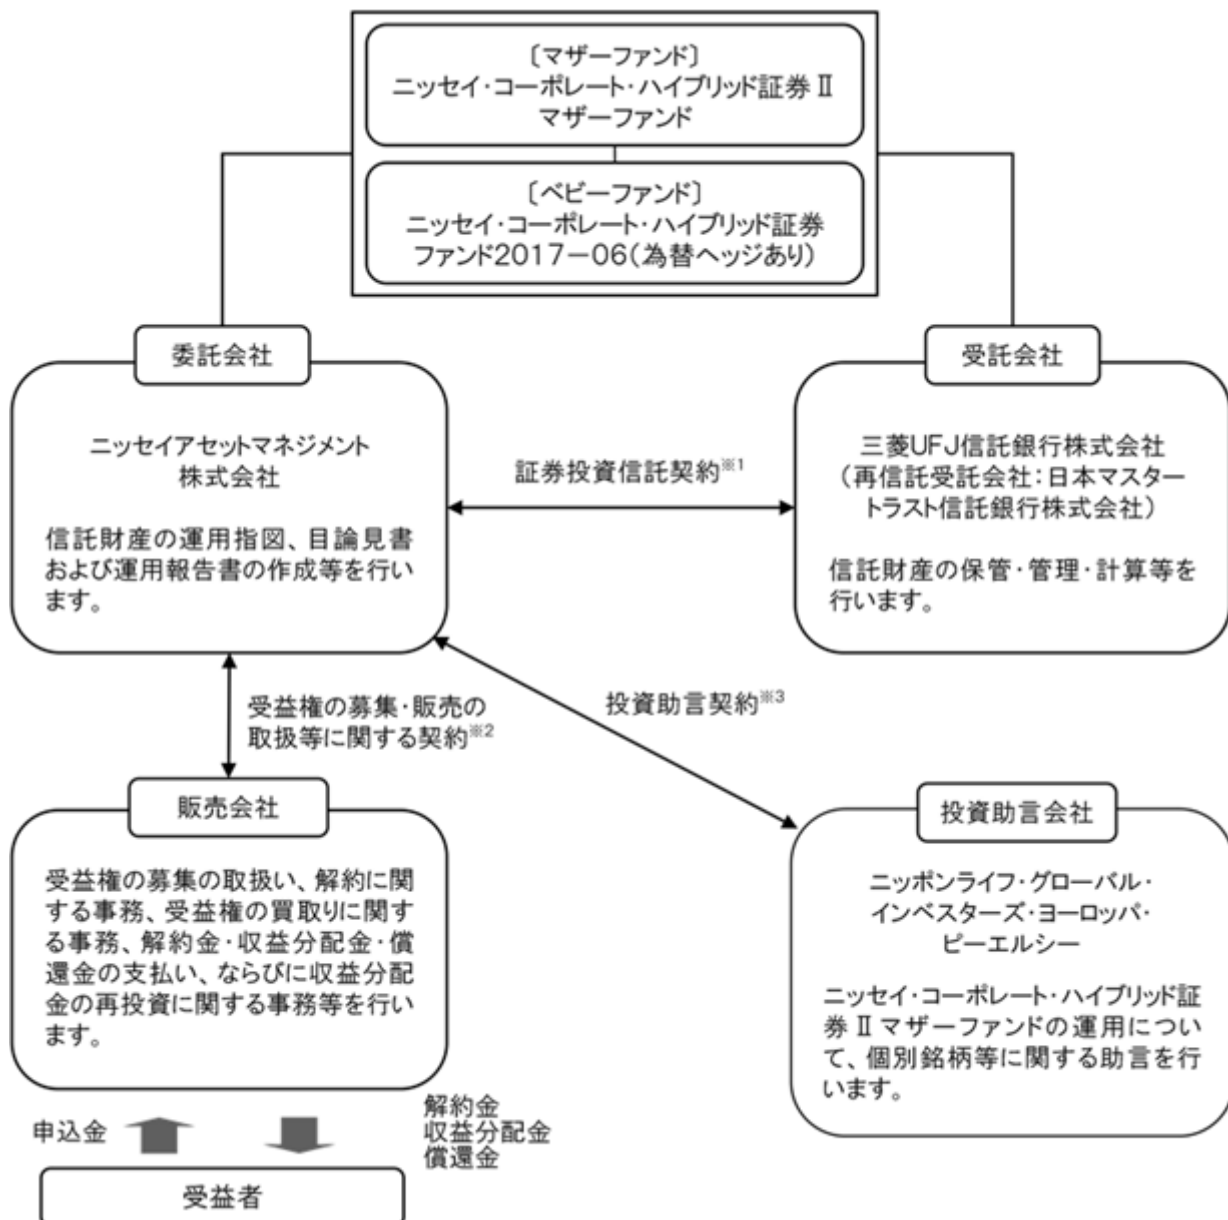 〔マザーファンド〕
ニッセイ・コーポレート・ハイブリッド証券Ⅱ
マザーファンド
〔ベビーファンド〕
ニッセイ・コーポレート・ハイブリッド証券
ファンド2017－06(為替ヘッジあり)
委託会社
ニッセイアセットマネジメント
株式会社
信託財産の運用指図、目論見書
および運用報告書の作成等を行い
ます。
証券投資信託契約※1
受託会社
三菱UFJ信託銀行株式会社
(再信託受託会社：日本マスター
トラスト信託銀行株式会社)
信託財産の保管・管理・計算等を
行います。
受益権の募集・販売の
取扱等に関する契約※2
投資助言契約※3
販売会社
受益権の募集の取扱い、解約に関
する事務、受益権の買取りに関す
る事務、解約金・収益分配金・償
還金の支払い、ならびに収益分配
金の再投資に関する事務等を行い
ます。
投資助言会社
ニッポンライフ・グローバル・
インベスターズ・ヨーロッパ・
ピーエルシー
ニッセイ・コーポレート・ハイブリッド証
券Ⅱマザーファンドの運用につい
て、個別銘柄等に関する助言を行
います。
申込金
解約金
収益分配金
償還金
受益者